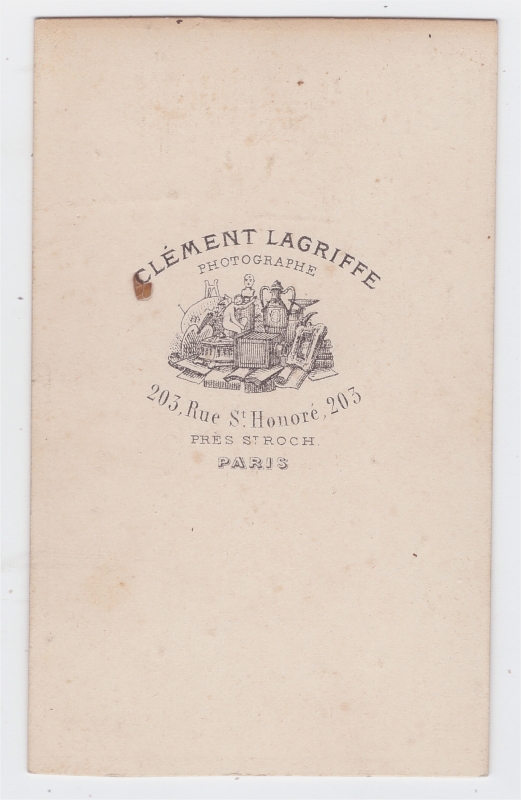 CLÉMENT LAGRIFFE
PHOTOGRAPHE
203, Rue St Honoré, 203
PRÈS ST ROCH
PARIS